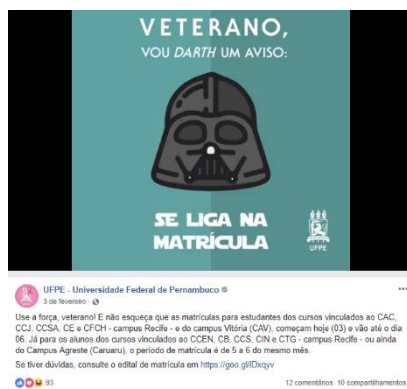 VETERANO,
VOU DARTH UM AVISO:
SE LIGA NA
MATRÍCULA
UFPE
UFPE - Universidade Federal de Pernambuco
3 de fevereiro
Use a força, veterano! E não esqueça que as matrículas para estudantes dos cursos vinculados ao CAC,
CCJ, CCSA, CE e CFCH - campus Recife - e do campus Vitória (CAV), começam hoje (03) e vão até o dia
06. Já para os alunos dos cursos vinculados ao CCEN, CB, CCS, CIN e CTG - campus Recife - ou ainda
do Campus Agreste (Caruaru), o período de matrícula é de 5 a 6 do mesmo mês.
Se tiver dúvidas, consulte o edital de matrícula em https://goo.gl/lDxqyv
93
12 comentários 10 compartilhamentos